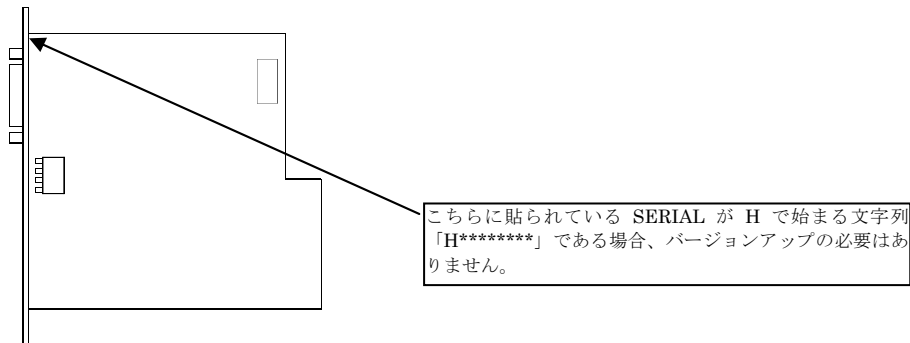 こちらに貼られている SERIAL が H で始まる文字列
「H********」である場合、バージョンアップの必要はあ
りません。